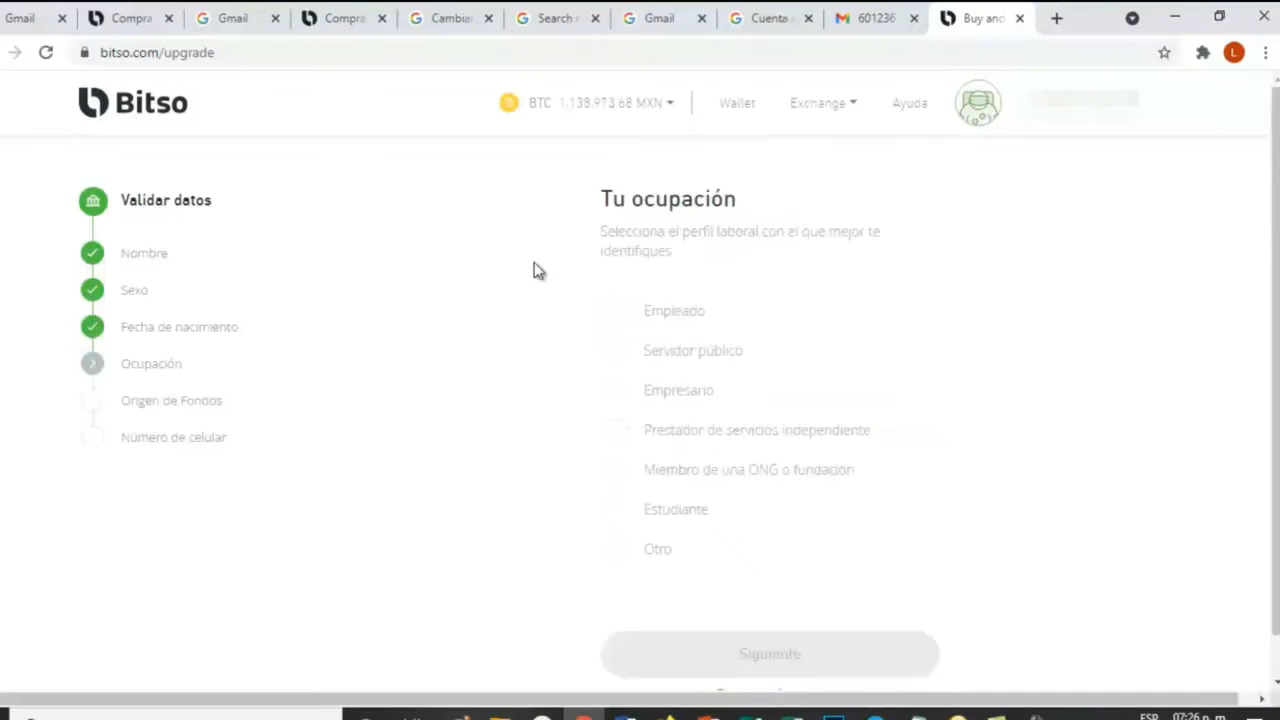 Gmail
Compra
Gmail
Compra
Cambiar
Search
Gmail
Cuenta
601236
Buy and
bitso.com/upgrade
L
Bitso
BTC 1,138,973.68 MXN
Wallet
Exchange
Ayuda
Validar datos
Nombre
Sexo
Fecha de nacimiento
Ocupación
Origen de Fondos
Número de celular
Tu ocupación
Selecciona el perfil laboral con el que mejor te
identifiques
Empleado
Servidor público
Empresario
Prestador de servicios independiente
Miembro de una ONG o fundación
Estudiante
Otro
Siguiente
ESP 07:26 p. m.